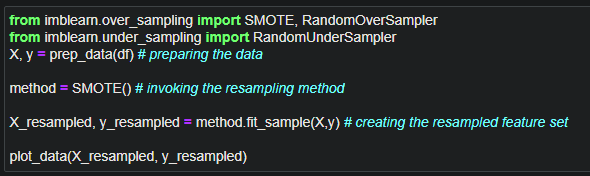 from imblearn.over_sampling import SMOTE, RandomOverSampler
from imblearn.under_sampling import RandomUnderSampler
X, y = prep_data(df) # preparing the data
method = SMOTE() # invoking the resampling method
X_resampled, y_resampled = method.fit_sample(X,y) # creating the resampled feature set
plot_data(X_resampled, y_resampled)